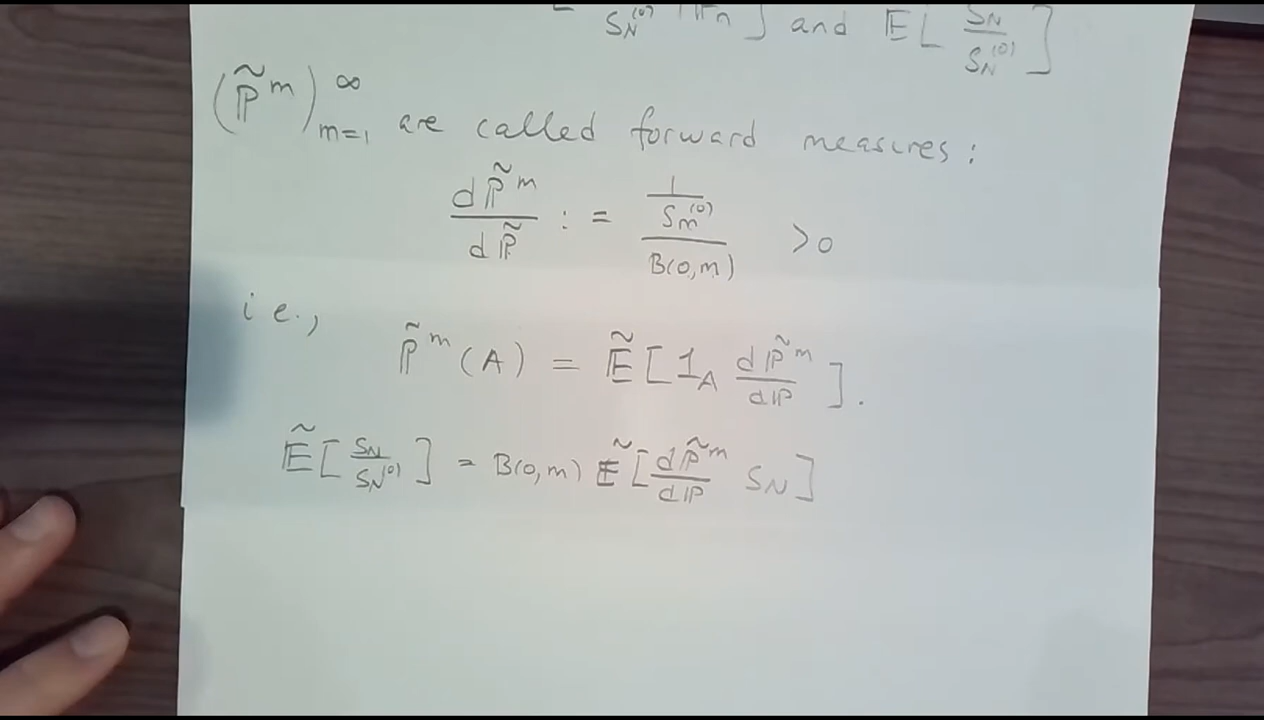 [ / S_N^{(0)} | 𝔽_n ] and 𝔼[ S_N / S_N^{(0)} ]
(ℙ̃^m)_{m=1}^∞ are called forward measures:
dℙ̃^m / dℙ̃ := (1 / S_m^{(0)}) / B(0,m) > 0
i.e.,
ℙ̃^m (A) = 𝔼̃ [ 1_A dℙ̃^m / dℙ ].
𝔼̃ [ S_N / S_N^{(0)} ] = B(0,m) 𝔼̃ [ dℙ̃^m / dℙ S_N ]